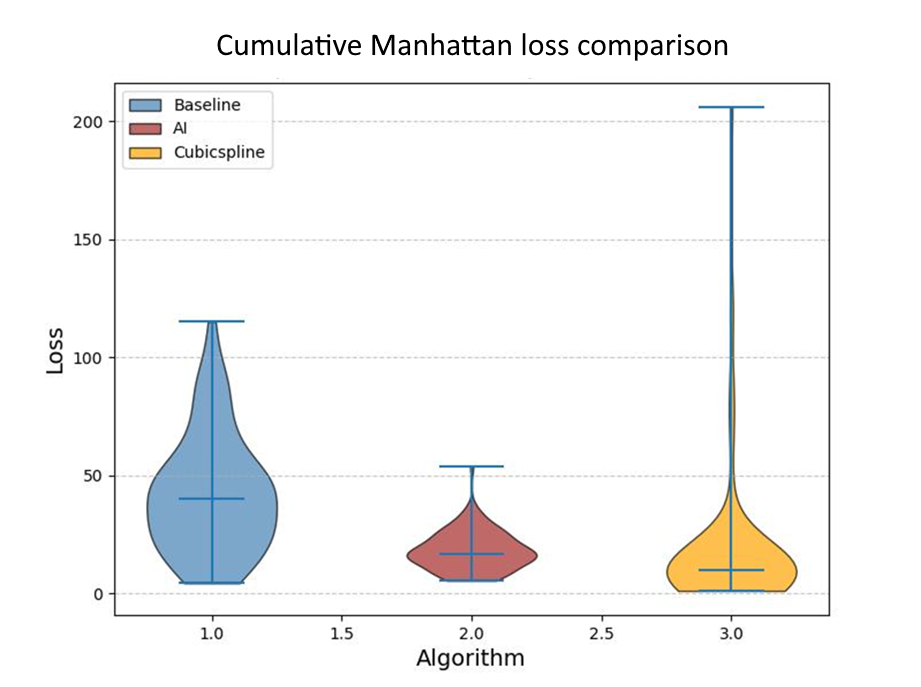 Cumulative Manhattan loss comparison
Baseline
AI
Cubicspline
200
150
100
50
0
Loss
1.0 1.5 2.0 2.5 3.0
Algorithm